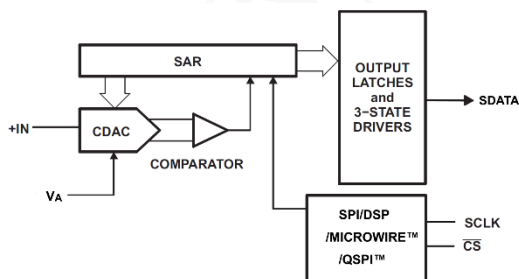 SAR
OUTPUT
LATCHES
and
3−STATE
DRIVERS
SDATA
+IN
CDAC
COMPARATOR
VA
SPI/DSP
/MICROWIRE™
/QSPI™
SCLK
CS